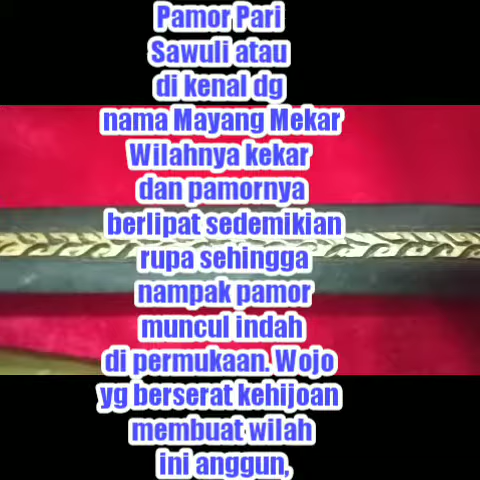 Pamor Pari
Sawuli atau
di kenal dg
nama Mayang Mekar
Wilahnya kekar
dan pamornya
berlipat sedemikian
rupa sehingga
nampak pamor
muncul indah
di permukaan. Wojo
yg berserat kehijoan
membuat wilah
ini anggun,